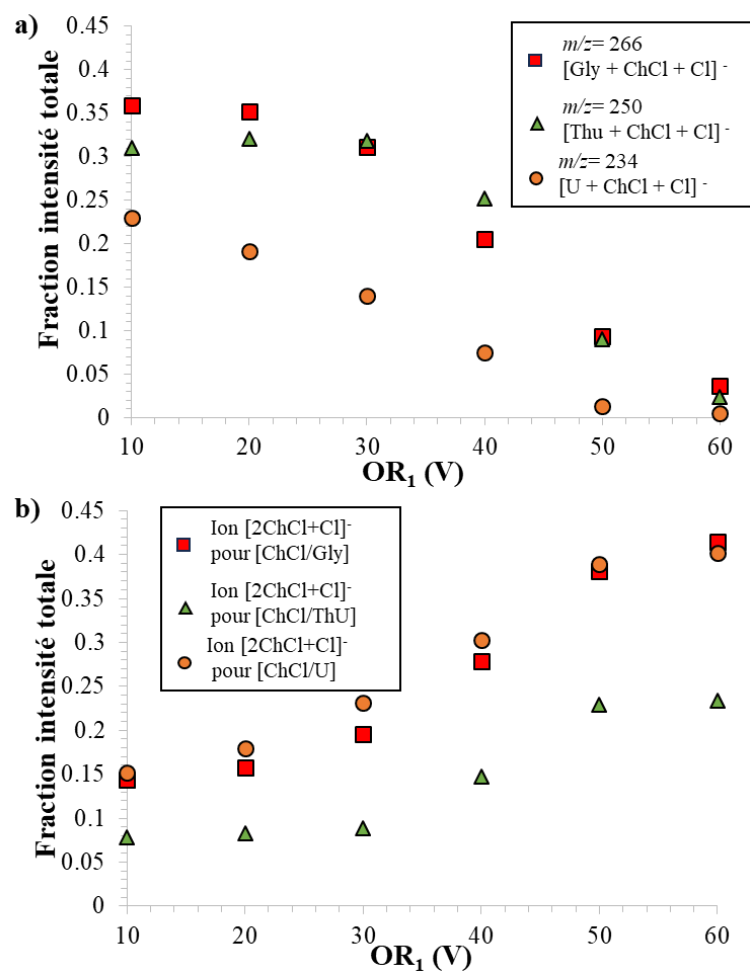 a)
0.45
0.4
0.35
0.3
0.25
0.2
0.15
0.1
0.05
0
Fraction intensité totale
10 20 30 40 50 60
OR1 (V)
m/z= 266
[Gly + ChCl + Cl] -
m/z= 250
[Thu + ChCl + Cl] -
m/z= 234
[U + ChCl + Cl] -
b)
0.45
0.4
0.35
0.3
0.25
0.2
0.15
0.1
0.05
0
Fraction intensité totale
10 20 30 40 50 60
OR1 (V)
Ion [2ChCl+Cl]-
pour [ChCl/Gly]
Ion [2ChCl+Cl]-
pour [ChCl/ThU]
Ion [2ChCl+Cl]-
pour [ChCl/U]